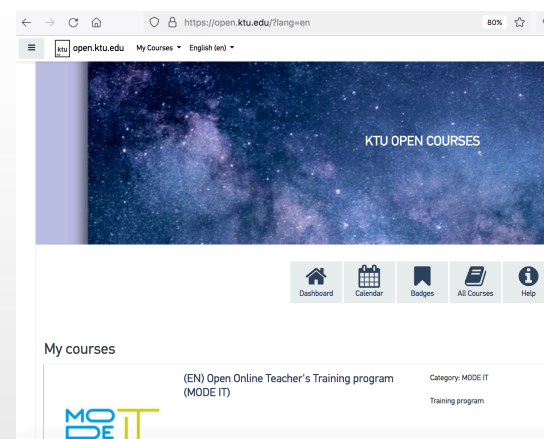 https://open.ktu.edu/?lang=en
80%
ktu open.ktu.edu My Courses English (en)
KTU OPEN COURSES
Dashboard Calendar Badges All Courses Help
My courses
(EN) Open Online Teacher's Training program
(MODE IT)
Category: MODE IT
Training program
MO
DE IT